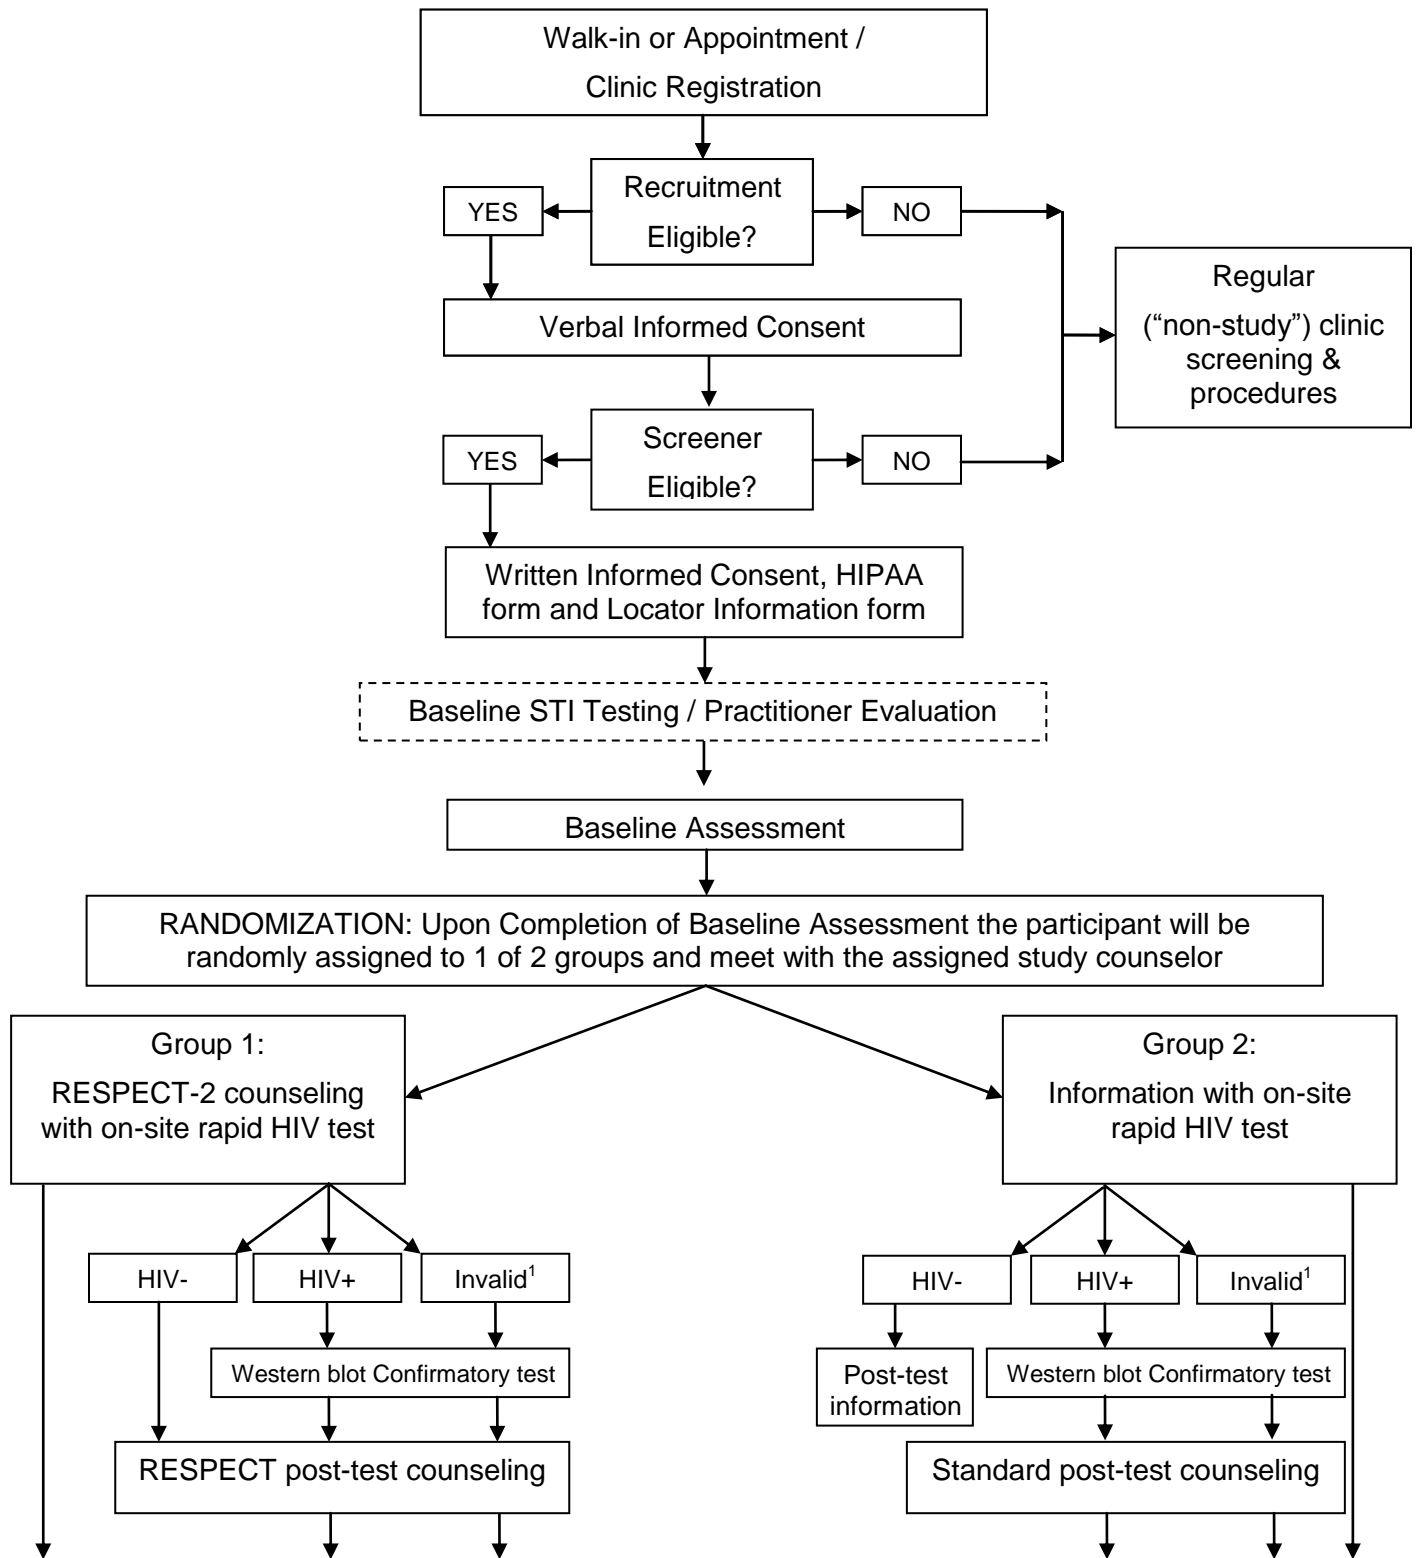 Walk-in or Appointment /
Clinic Registration
Recruitment
Eligible?
YES
NO
Regular
(“non-study”) clinic
screening &
procedures
Verbal Informed Consent
Screener
Eligible?
YES
NO
Written Informed Consent, HIPAA
form and Locator Information form
Baseline STI Testing / Practitioner Evaluation
Baseline Assessment
RANDOMIZATION: Upon Completion of Baseline Assessment the participant will be
randomly assigned to 1 of 2 groups and meet with the assigned study counselor
Group 1:
RESPECT-2 counseling
with on-site rapid HIV test
Group 2:
Information with on-site
rapid HIV test
HIV-
HIV+
Invalid¹
HIV-
HIV+
Invalid¹
Western blot Confirmatory test
Post-test
information
Western blot Confirmatory test
RESPECT post-test counseling
Standard post-test counseling